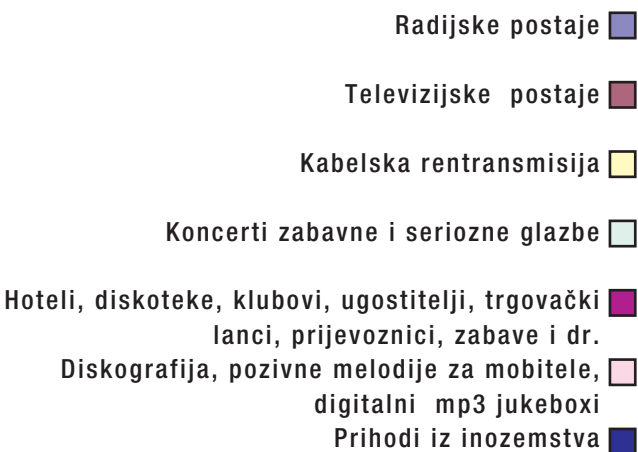 Radijske postaje
Televizijske postaje
Kabelska rentransmisija
Koncerti zabavne i seriozne glazbe
Hoteli, diskoteke, klubovi, ugostitelji, trgovački
lanci, prijevoznici, zabave i dr.
Diskografija, pozivne melodije za mobitele,
digitalni mp3 jukeboxi
Prihodi iz inozemstva